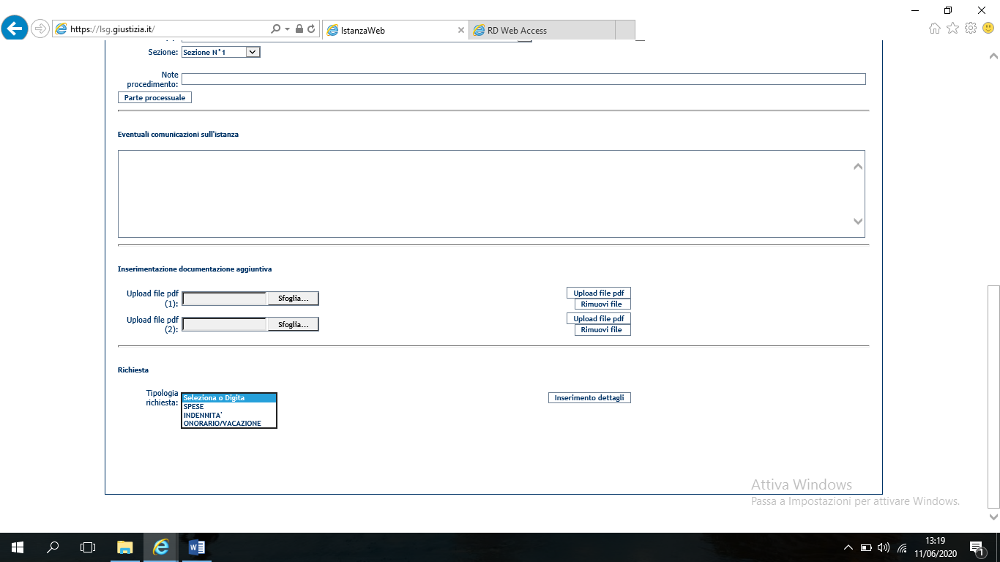 https://lsg.giustizia.it/
IstanzaWeb
RD Web Access
Sezione: Sezione N°1
Note
procedimento:
Parte processuale
Eventuali comunicazioni sull'istanza
Inserimentazione documentazione aggiuntiva
Upload file pdf
(1):
Sfoglia...
Upload file pdf
Rimuovi file
Upload file pdf
(2):
Sfoglia...
Upload file pdf
Rimuovi file
Richiesta
Tipologia
richiesta:
Seleziona o Digita
SPESE
INDENNITA'
ONORARIO/VACAZIONE
Inserimento dettagli
Attiva Windows
Passa a Impostazioni per attivare Windows.
13:19
11/06/2020
1